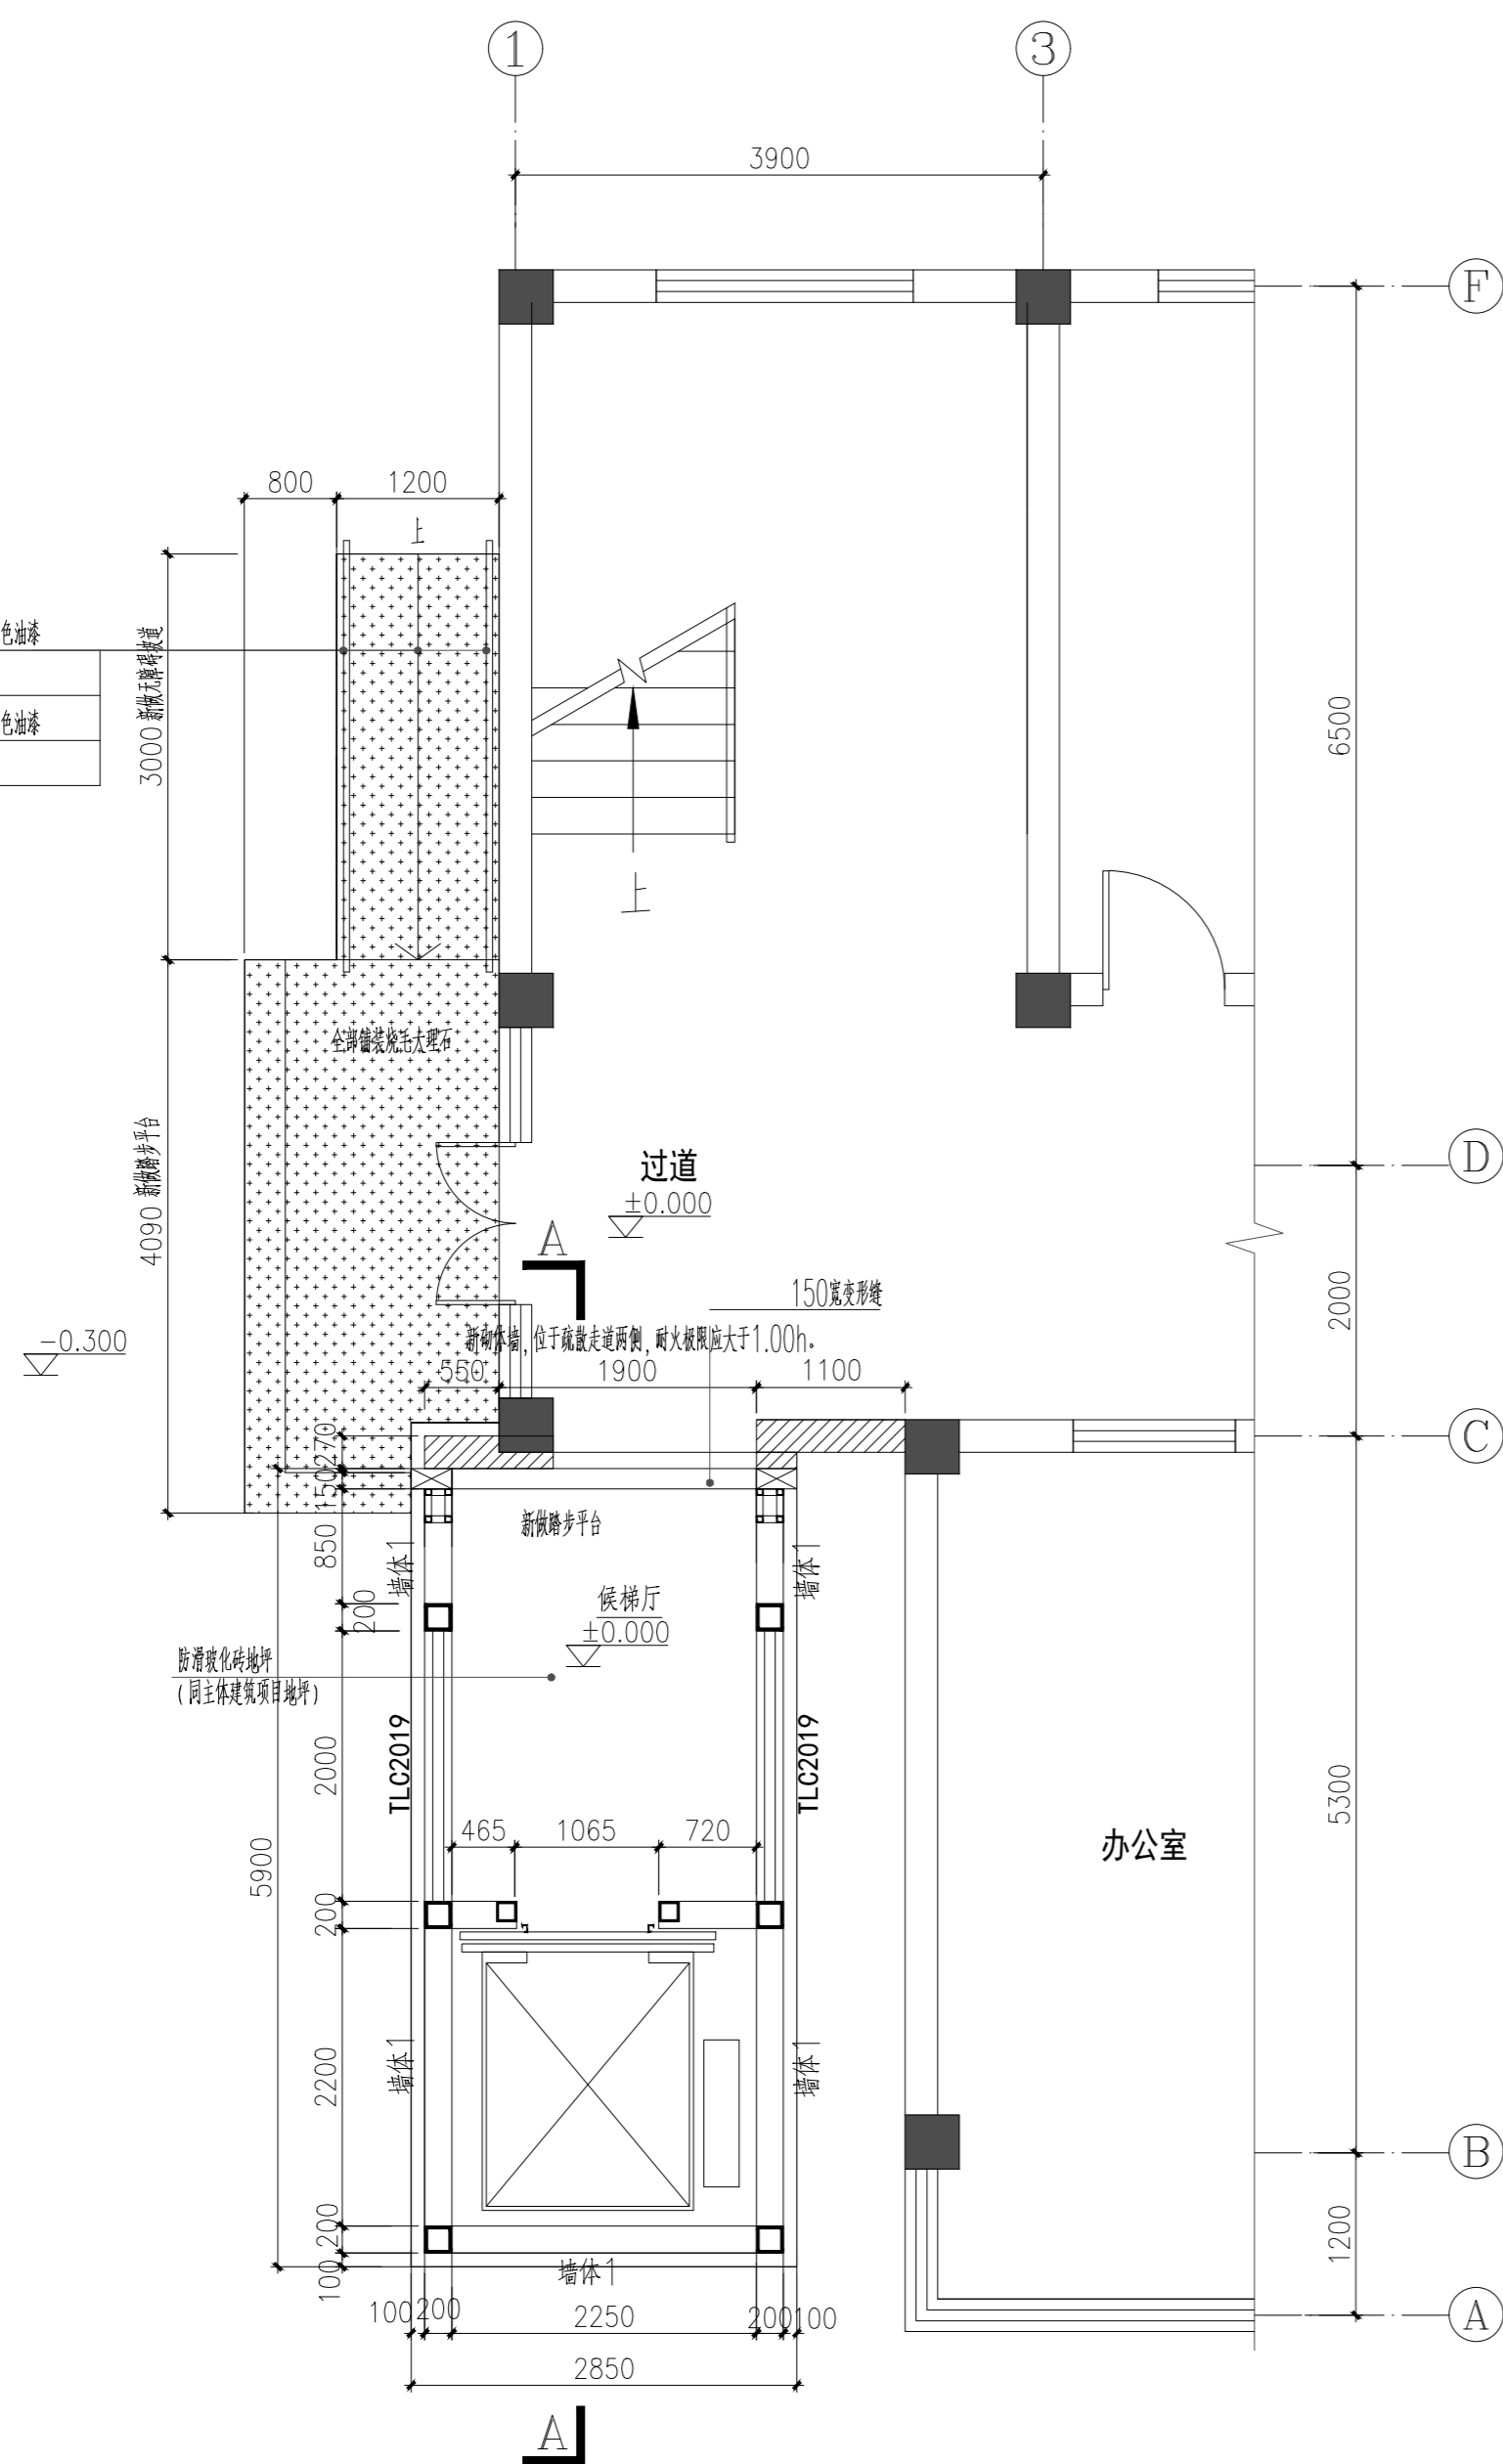 1
3
3900
F
800
1200
上
色油漆
色油漆
3000 新做无障碍坡道
6500
上
全部铺装烧毛大理石
4090 新做踏步平台
过道
±0.000
D
A
150宽变形缝
2000
-0.300
新砌体墙，位于疏散走道两侧，耐火极限应大于1.00h。
550
1900
1100
C
270
150
850
新做踏步平台
墙体1
墙体1
200
候梯厅
±0.000
防滑玻化砖地坪
(同主体建筑项目地坪)
TLC2019
TLC2019
2000
465
1065
720
5300
办公室
5900
200
2200
墙体1
墙体1
B
200
1200
100
墙体1
100
200
2250
200
100
A
2850
A